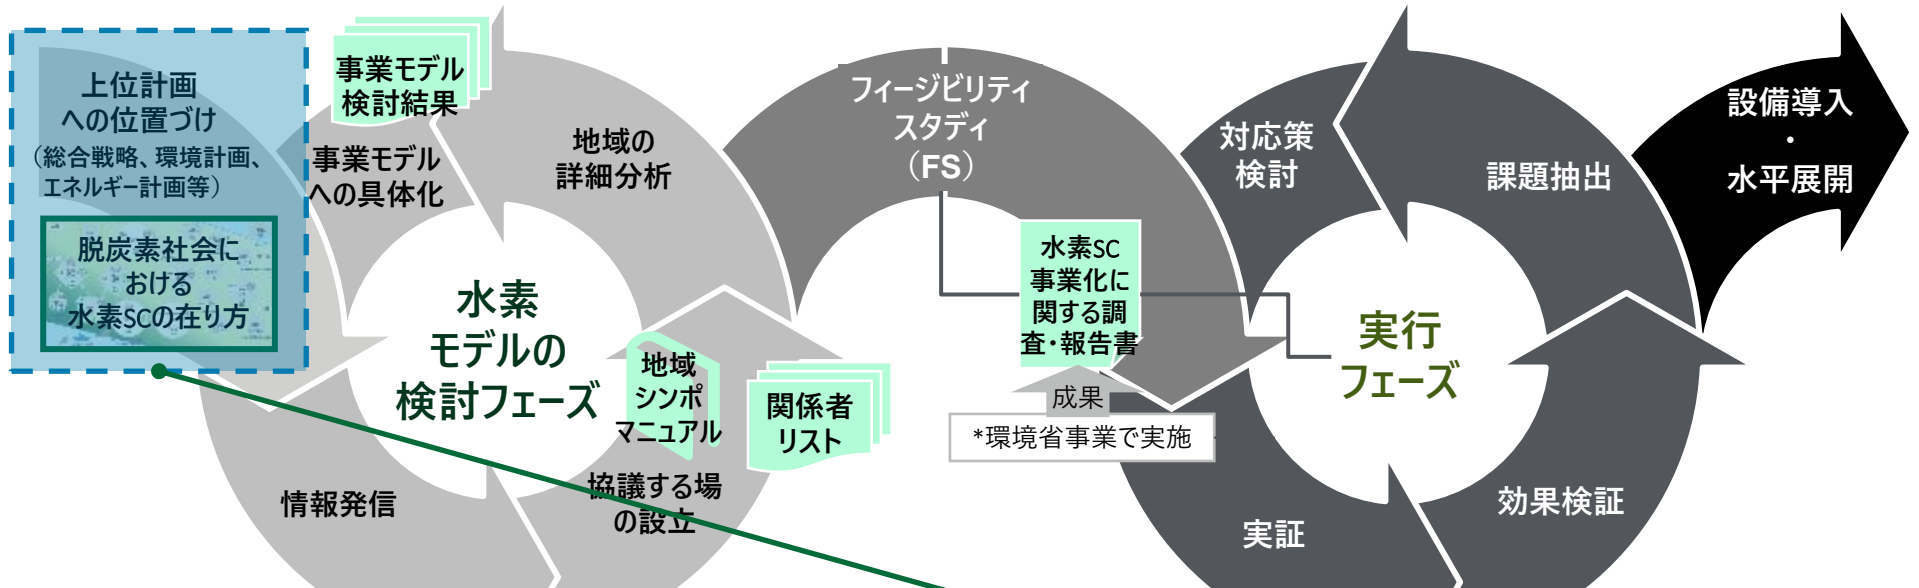 上位計画
への位置づけ
（総合戦略、環境計画、
エネルギー計画等）
脱炭素社会に
おける
水素SCの在り方
事業モデル
検討結果
事業モデル
への具体化
地域の
詳細分析
水素
モデルの
検討フェーズ
地域
シンポ
マニュアル
関係者
リスト
情報発信
協議する場
の設立
フィージビリティ
スタディ
（FS）
水素SC
事業化に
関する調
査・報告書
成果
*環境省事業で実施
対応策
検討
課題抽出
実行
フェーズ
実証
効果検証
設備導入
・
水平展開